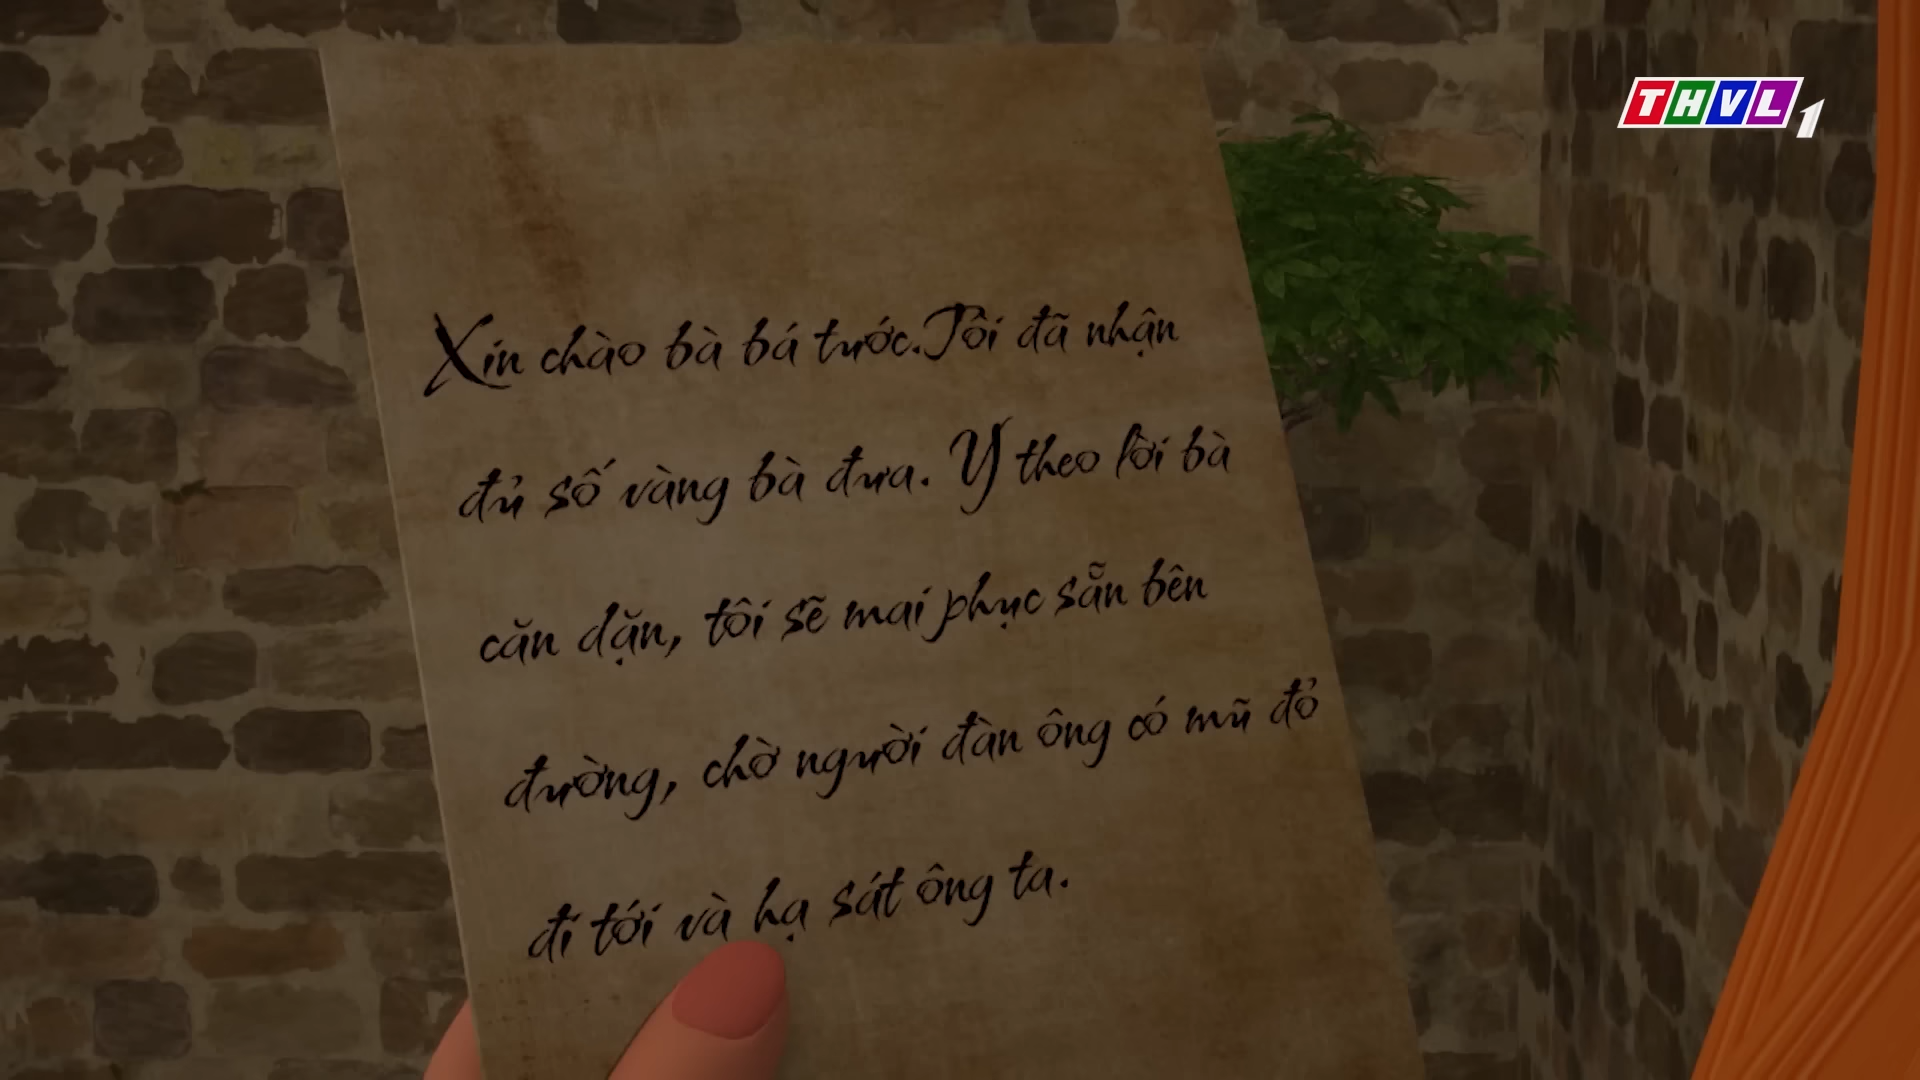 THVL1
Xin chào bà bá tước.Tôi đã nhận
đủ số vàng bà đưa. Y theo lời bà
căn dặn, tôi sẽ mai phục sẵn bên
đường, chờ người đàn ông có mũ đỏ
đi tới và hạ sát ông ta.